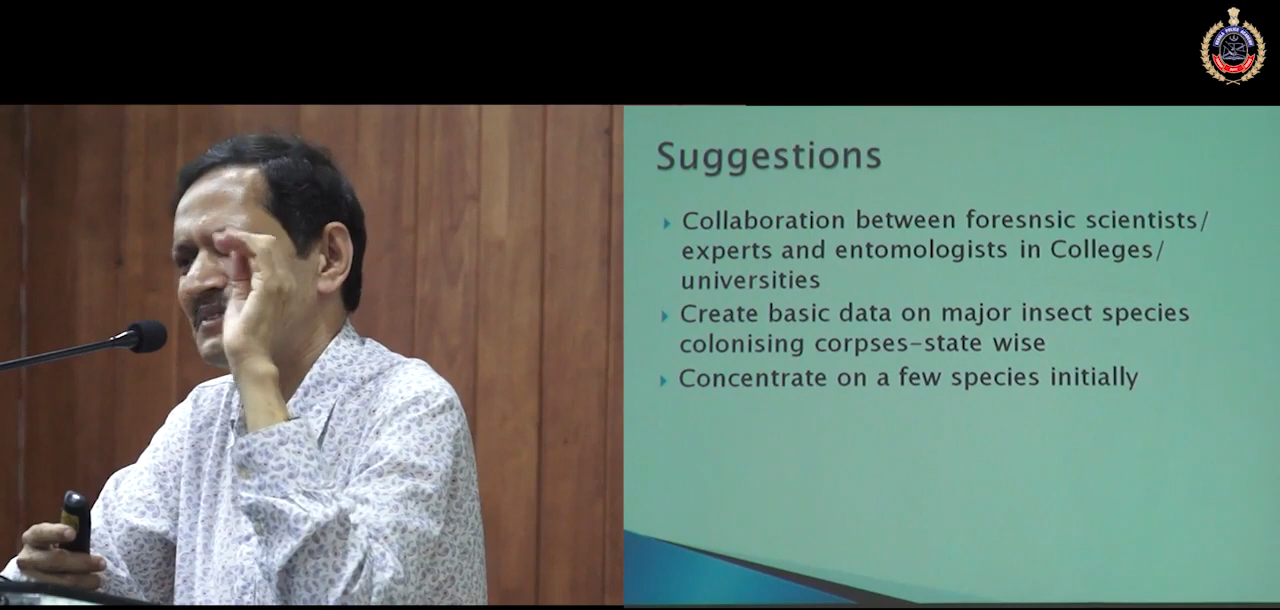 Suggestions
Collaboration between foresnsic scientists/
experts and entomologists in Colleges/
universities
Create basic data on major insect species
colonising corpses-state wise
Concentrate on a few species initially